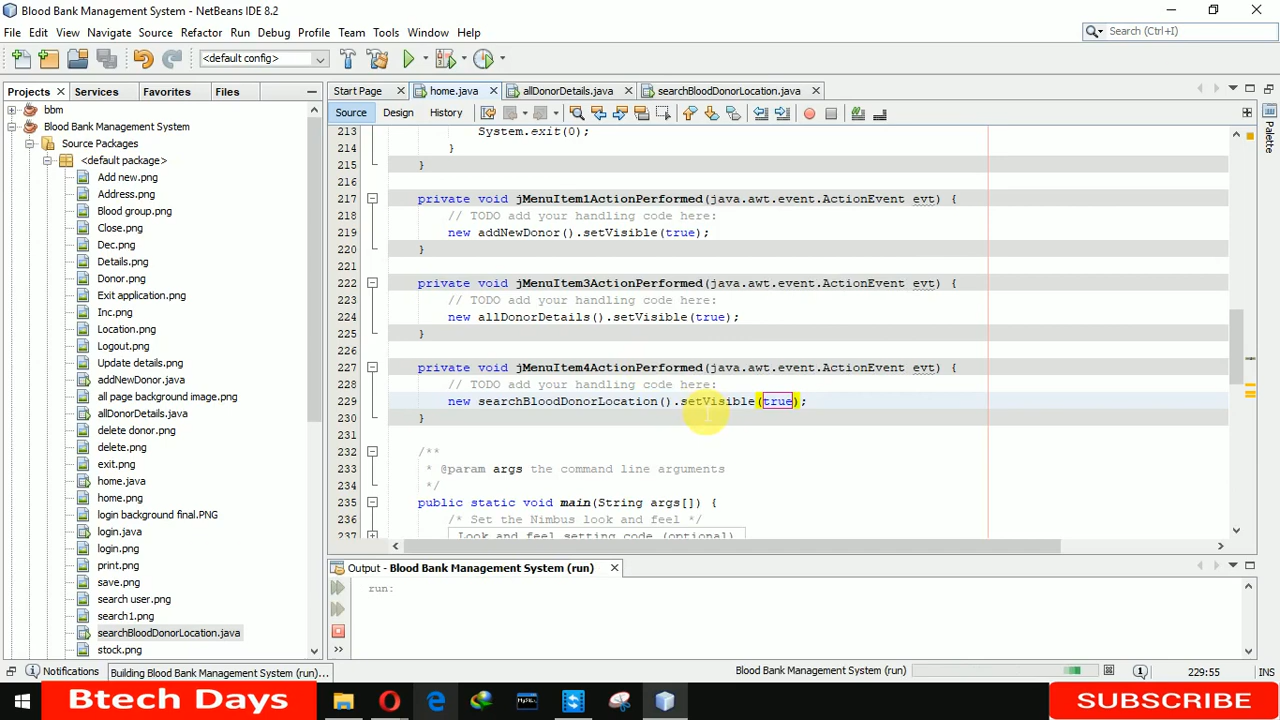 Blood Bank Management System - NetBeans IDE 8.2
File Edit View Navigate Source Refactor Run Debug Profile Team Tools Window Help
Search (Ctrl+I)
<default config>
Projects Services Favorites Files
Start Page home.java allDonorDetails.java searchBloodDonorLocation.java
Source Design History
Palette
bbm
Blood Bank Management System
Source Packages
<default package>
Add new.png
Address.png
Blood group.png
Close.png
Dec.png
Details.png
Donor.png
Exit application.png
Inc.png
Location.png
Logout.png
Update details.png
addNewDonor.java
all page background image.png
allDonorDetails.java
delete donor.png
delete.png
exit.png
home.java
home.png
login background final.PNG
login.java
login.png
print.png
save.png
search user.png
search1.png
searchBloodDonorLocation.java
stock.png
213 System.exit(0);
214 }
215 }
216
217 private void jMenuItem1ActionPerformed(java.awt.event.ActionEvent evt) {
218 // TODO add your handling code here:
219 new addNewDonor().setVisible(true);
220 }
221
222 private void jMenuItem3ActionPerformed(java.awt.event.ActionEvent evt) {
223 // TODO add your handling code here:
224 new allDonorDetails().setVisible(true);
225 }
226
227 private void jMenuItem4ActionPerformed(java.awt.event.ActionEvent evt) {
228 // TODO add your handling code here:
229 new searchBloodDonorLocation().setVisible(true);
230 }
231
232 /**
233 * @param args the command line arguments
234 */
235 public static void main(String args[]) {
236 /* Set the Nimbus look and feel */
237 Look and feel setting code (optional)
Output - Blood Bank Management System (run)
run:
Notifications Building Blood Bank Management System (run)... Blood Bank Management System (run) 229:55 INS
Btech Days
SUBSCRIBE